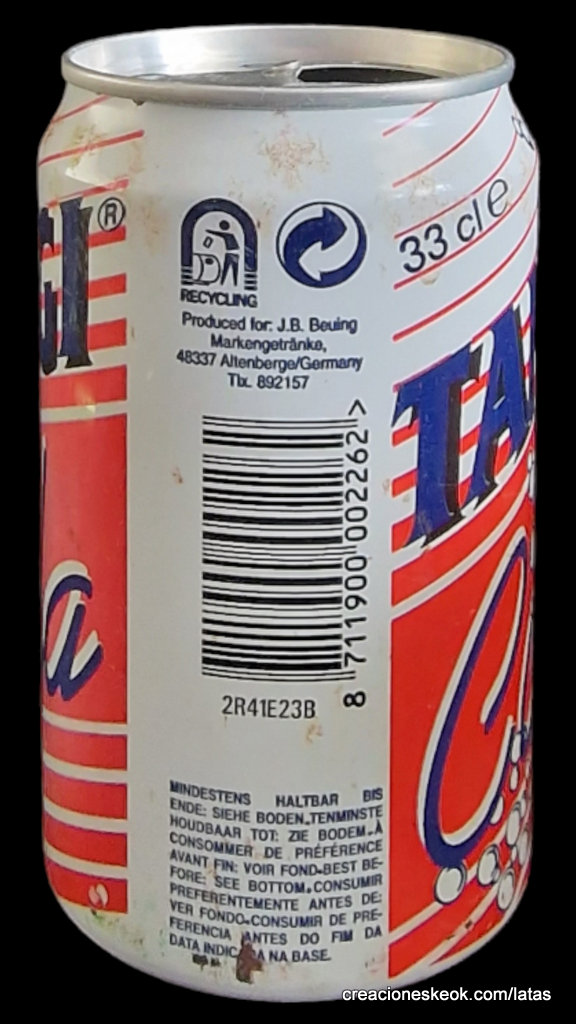 GI®
a
RECYCLING
Produced for: J.B. Beuing
Markengetränke,
48337 Altenberge/Germany
Tlx. 892157
8 711900 002262 >
2R41E23B
MINDESTENS HALTBAR BIS
ENDE: SIEHE BODEN.TENMINSTE
HOUDBAAR TOT: ZIE BODEM.À
CONSOMMER DE PRÉFÉRENCE
AVANT FIN: VOIR FOND.BEST BE-
FORE: SEE BOTTOM.CONSUMIR
PREFERENTEMENTE ANTES DE:
VER FONDO.CONSUMIR DE PRE-
FERENCIA ANTES DO FIM DA
DATA INDICADA NA BASE.
33 cl e
TA
C
creacioneskeok.com/latas